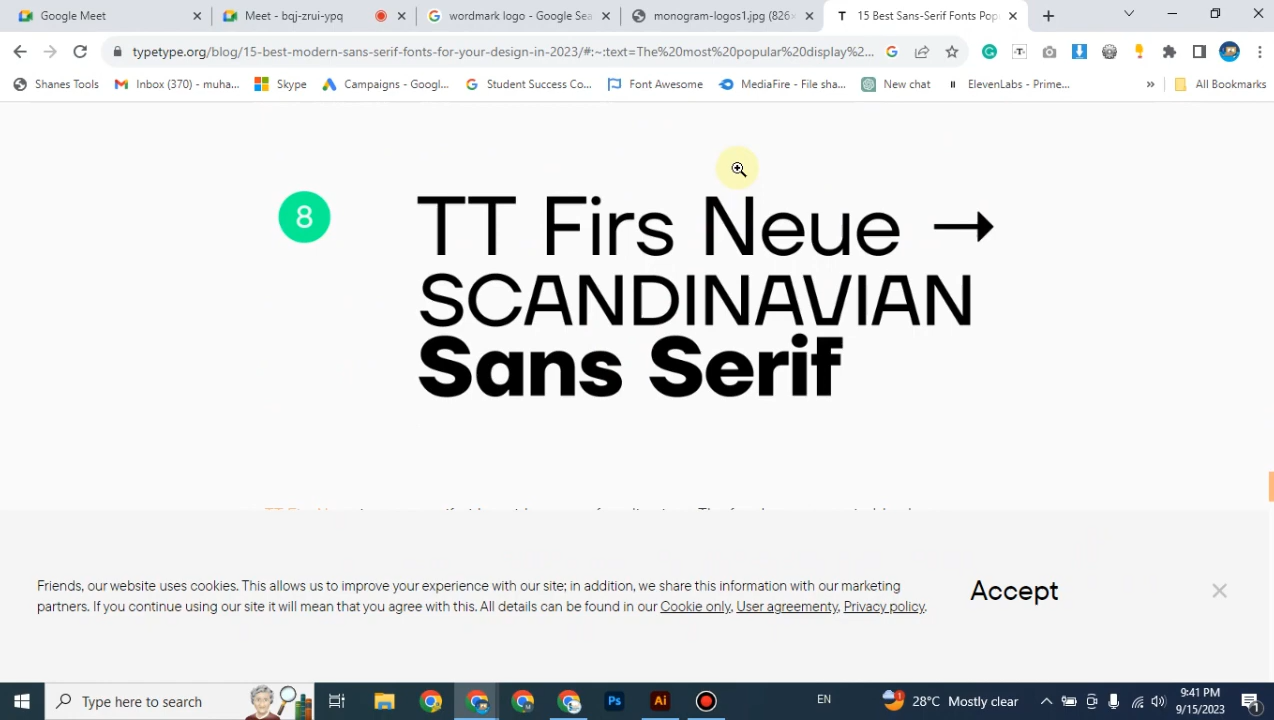 Google Meet
Meet - bqj-zrui-ypq
wordmark logo - Google Sea
monogram-logos1.jpg (826×
15 Best Sans-Serif Fonts Pop
typetype.org/blog/15-best-modern-sans-serif-fonts-for-your-design-in-2023/#:~:text=The%20most%20popular%20display%2...
Shanes Tools
Inbox (670) - muha...
Skype
Campaigns - Googl...
Student Success Co...
Font Awesome
MediaFire - File sha...
New chat
ElevenLabs - Prime...
»
All Bookmarks
8
TT Firs Neue →
SCANDINAVIAN
Sans Serif
Friends, our website uses cookies. This allows us to improve your experience with our site; in addition, we share this information with our marketing
partners. If you continue using our site it will mean that you agree with this. All details can be found in our Cookie only, User agreementy, Privacy policy.
Accept
Type here to search
Ps
Ai
EN
1
28°C Mostly clear
9:41 PM
9/15/2023
1